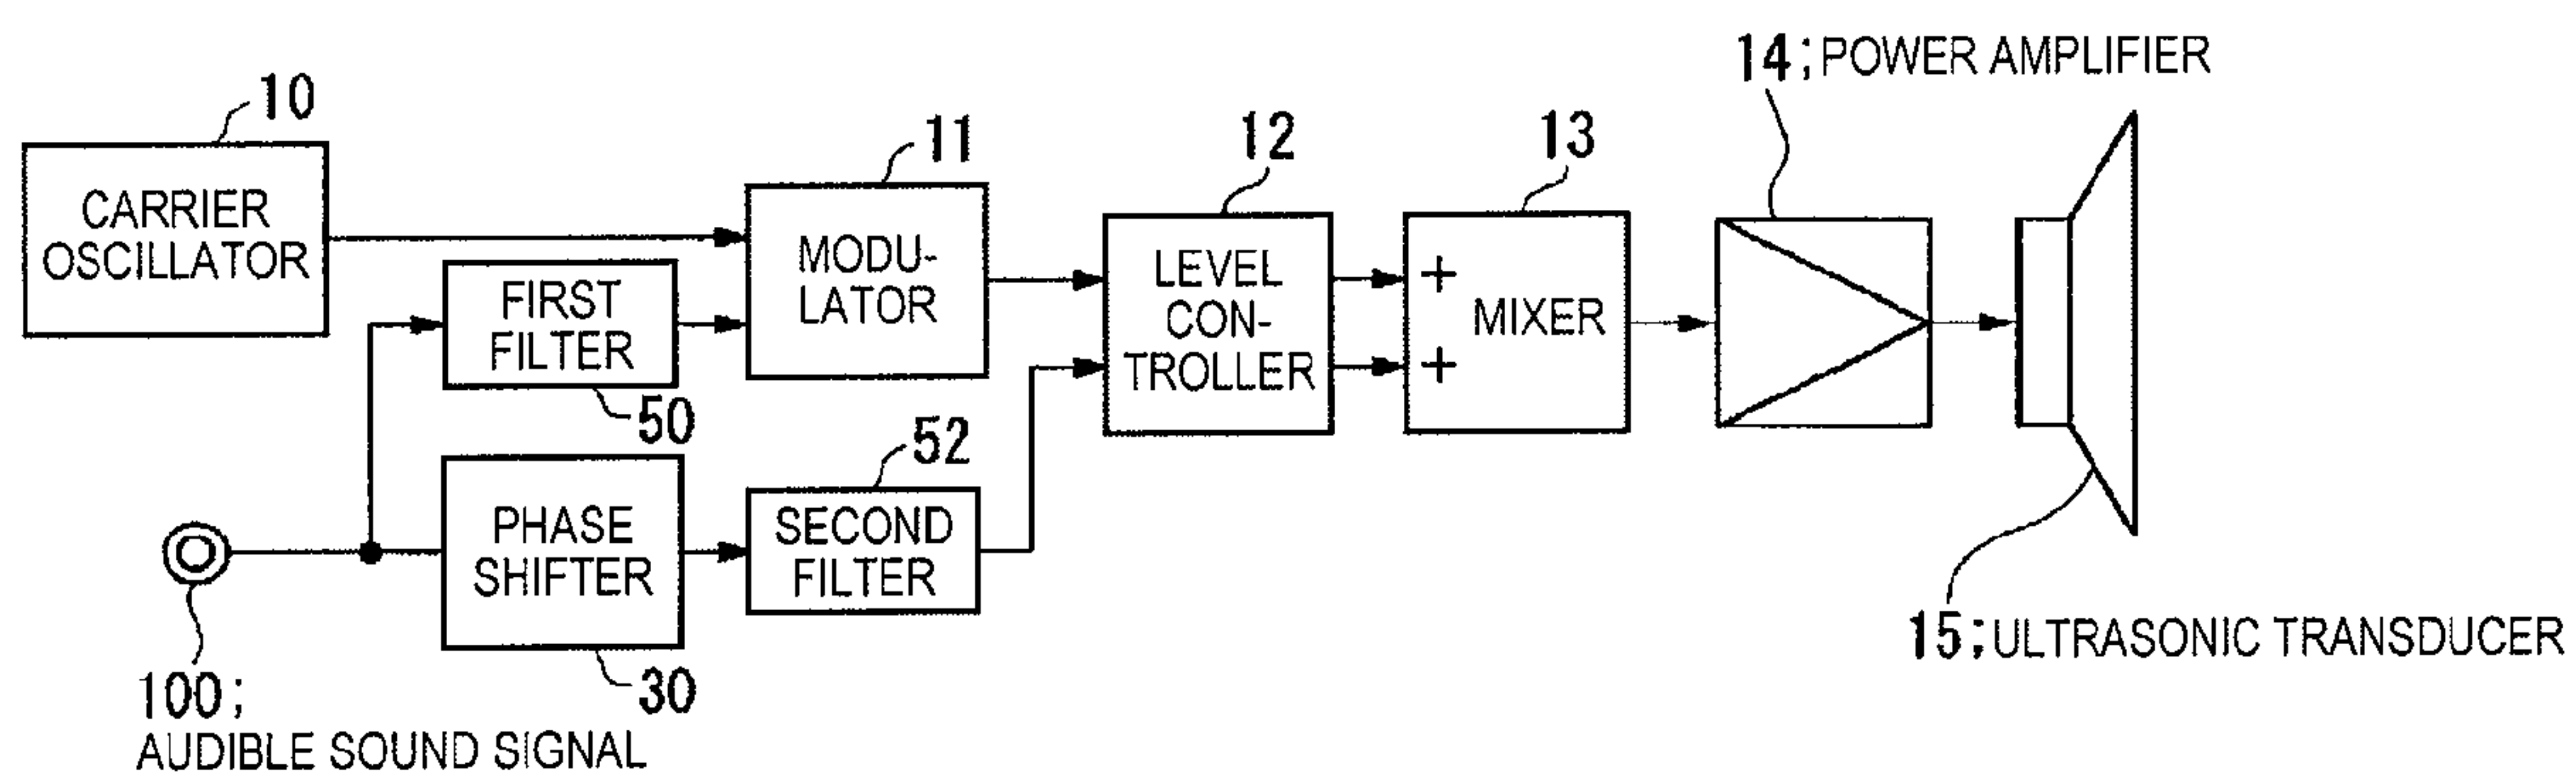 14;POWER AMPLIFIER
10
11
12
13
CARRIER
OSCILLATOR
MODU-
LATOR
LEVEL
CON-
TROLLER
+
+
MIXER
FIRST
FILTER
50
52
PHASE
SHIFTER
SECOND
FILTER
30
100;
AUDIBLE SOUND SIGNAL
15;ULTRASONIC TRANSDUCER